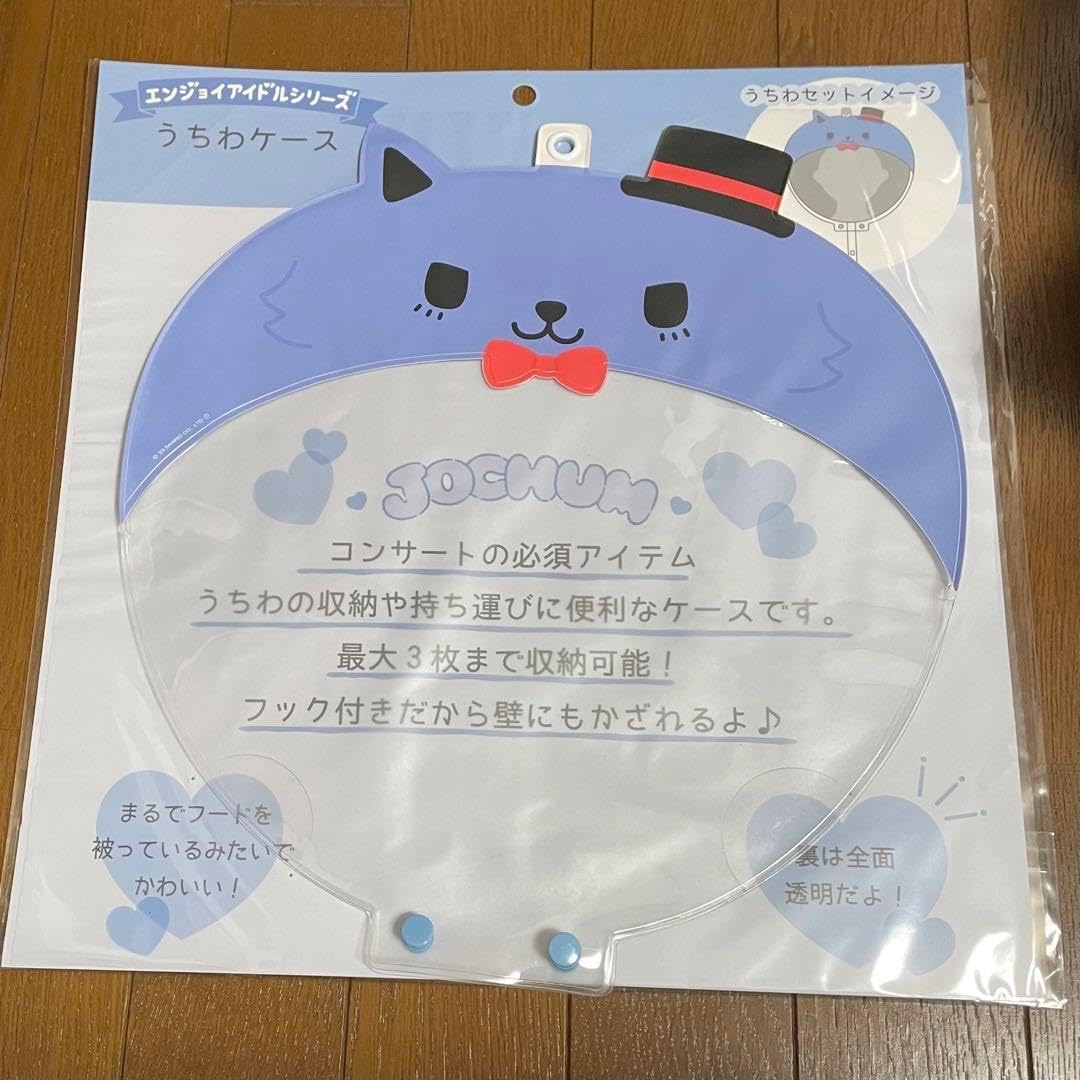 エンジョイアイドルシリーズ
うちわケース
うちわセットイメージ
JOCHUM
コンサートの必須アイテム
うちわの収納や持ち運びに便利なケースです。
最大3枚まで収納可能!
フック付きだから壁にもかざれるよ♪
まるでフードを
被っているみたいで
かわいい!
裏は全面
透明だよ!